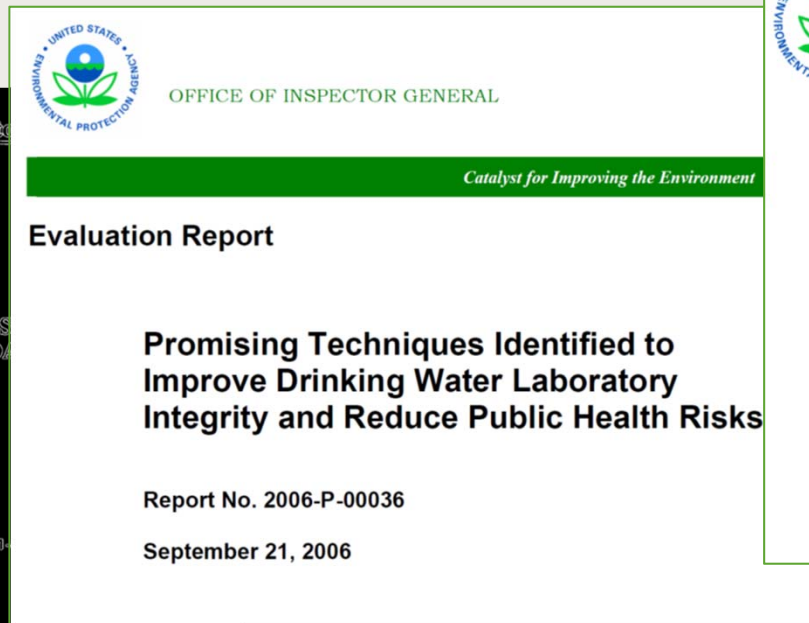 UNITED STATES
ENVIRONMENTAL PROTECTION AGENCY
OFFICE OF INSPECTOR GENERAL
Catalyst for Improving the Environment
Evaluation Report
Promising Techniques Identified to
Improve Drinking Water Laboratory
Integrity and Reduce Public Health Risks
Report No. 2006-P-00036
September 21, 2006